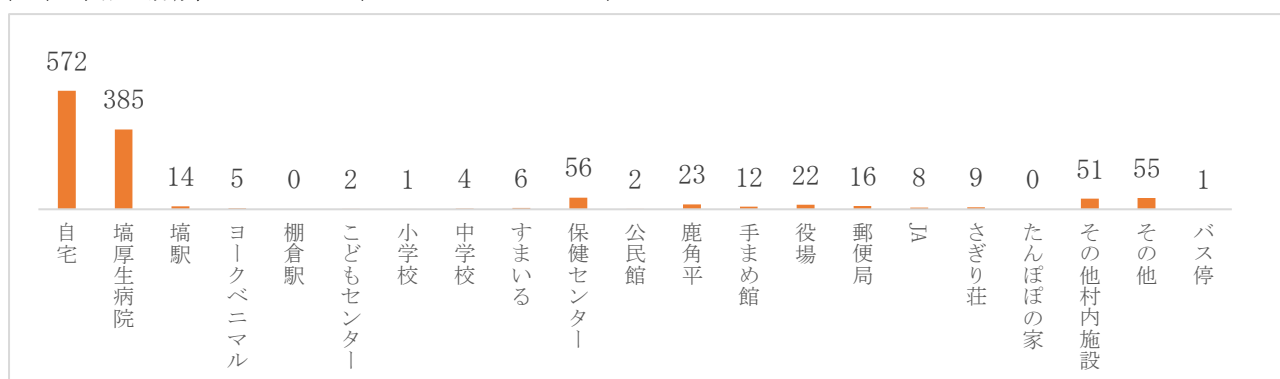 572
385
14
5
0
2
1
4
6
56
2
23
12
22
16
8
9
0
51
55
1
自宅
塙厚生病院
塙駅
ヨークベニマル
棚倉駅
こどもセンター
小学校
中学校
すまいる
保健センター
公民館
鹿角平
手まめ館
役場
郵便局
JA
さぎり荘
たんぽぽの家
その他村内施設
その他
バス停